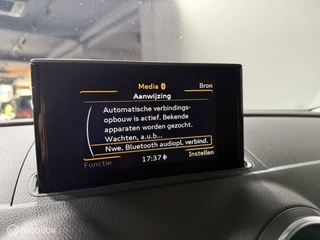 Media
Bron
Aanwijzing
Automatische verbindings-
opbouw is actief. Bekende
apparaten worden gezocht.
Wachten, a.u.b...
Nwe. Bluetooth audiopl. verbind.
Functie
17:37
Instellen
Marktplaats